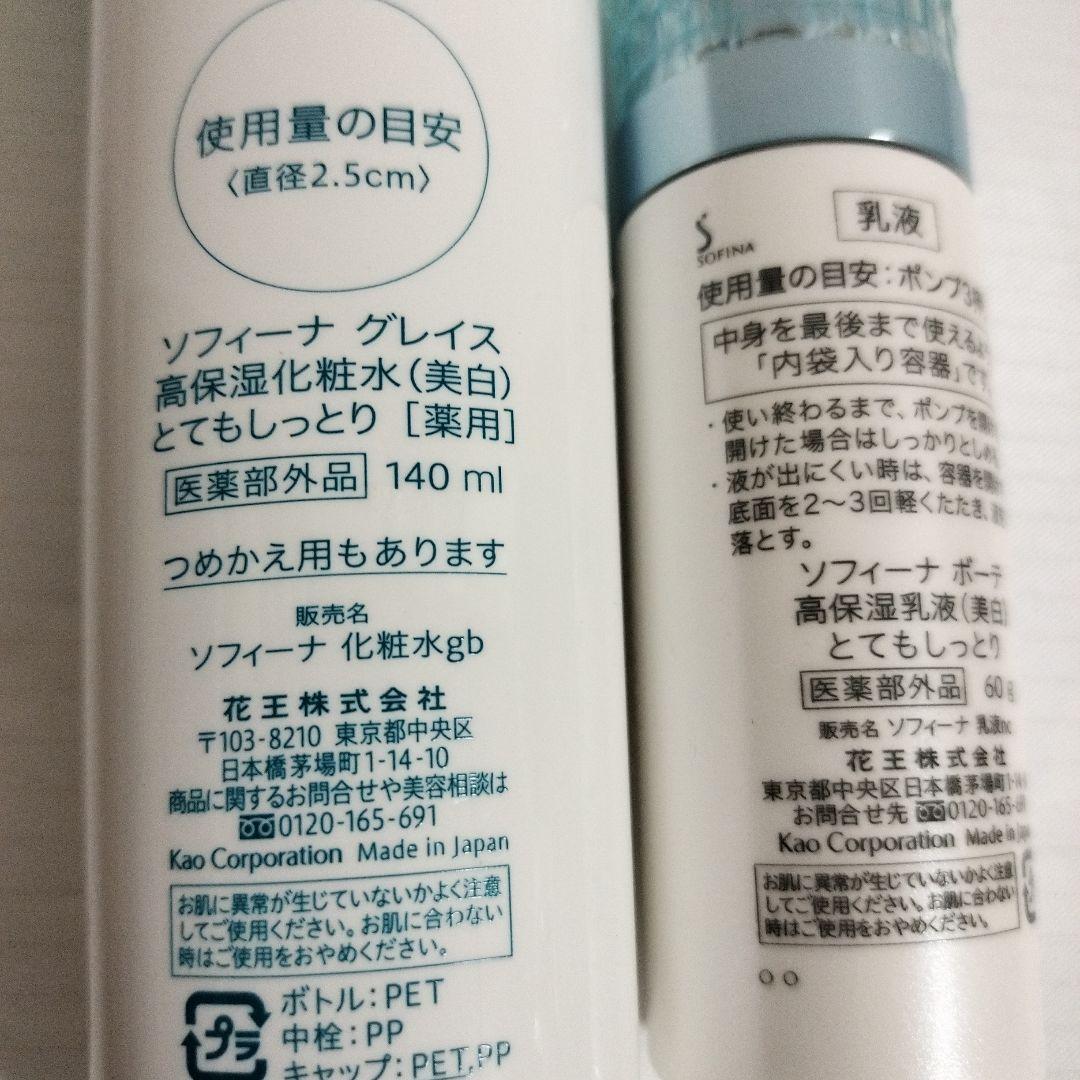 使用量の目安
〈直径2.5cm〉
ソフィーナ グレイス
高保湿化粧水(美白)
とてもしっとり [薬用]
医薬部外品 140 ml
つめかえ用もあります
販売名
ソフィーナ 化粧水gb
花王株式会社
〒103-8210 東京都中央区
日本橋茅場町1-14-10
商品に関するお問合せや美容相談は
0120-165-691
Kao Corporation Made in Japan
お肌に異常が生じていないかよく注意
してご使用ください。お肌に合わない
時はご使用をおやめください。
プラ
ボトル:PET
中栓:PP
キャップ:PET,PP
SOFINA
乳液
使用量の目安:ポンプ3
中身を最後まで使える
「内袋入り容器」です
・使い終わるまで、ポンプを
開けた場合はしっかりとし
・液が出にくい時は、容器を
底面を2〜3回軽くたたき、
落とす。
ソフィーナ ボーテ
高保湿乳液(美白)
とてもしっとり
医薬部外品 60
販売名 ソフィーナ 乳液
花王株式会社
東京都中央区日本橋茅場町1-14
お問合せ先 0120-165-691
Kao Corporation Made in
お肌に異常が生じていないかよく注意
してご使用ください。お肌に合わない
時はご使用をおやめください。